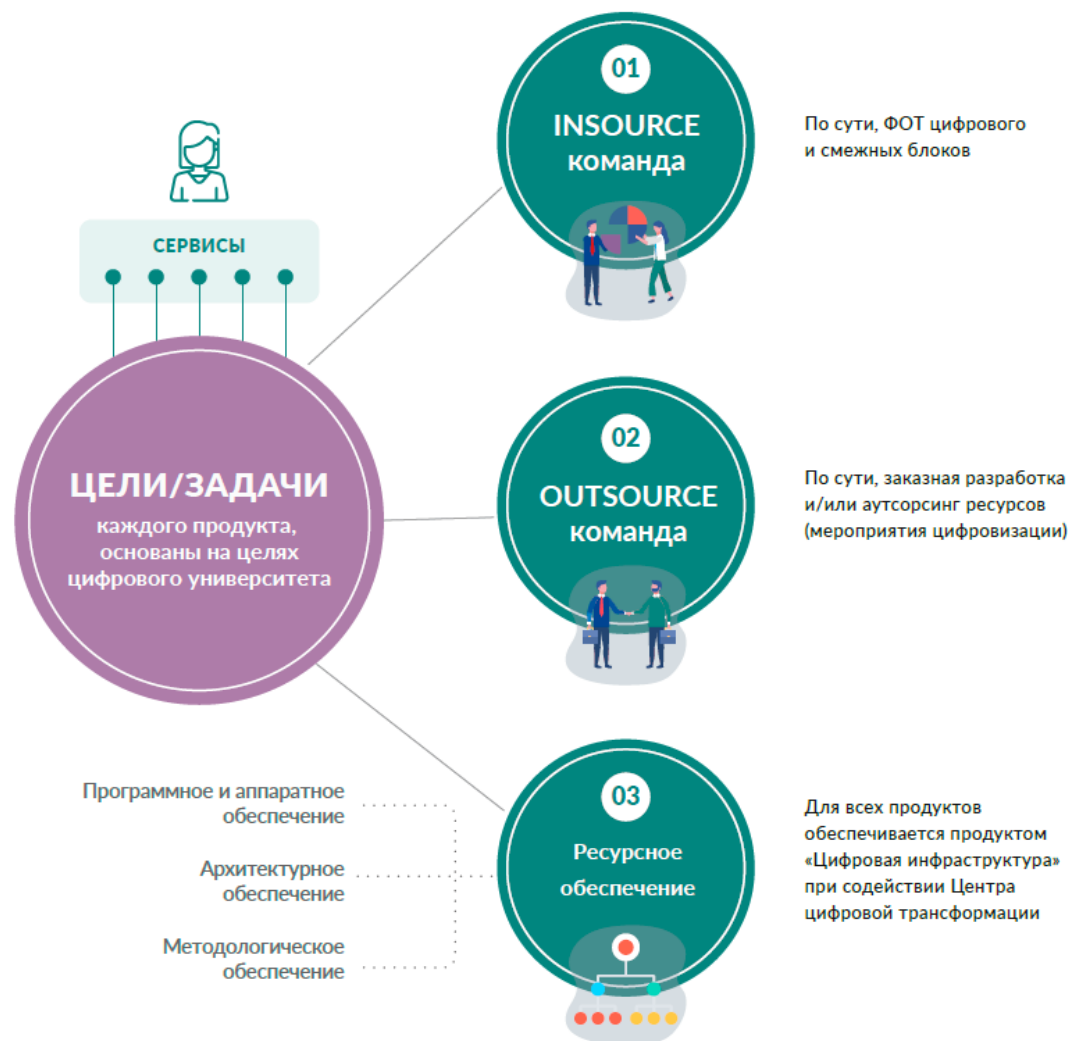 01
INSOURCE
команда
По сути, ФОТ цифрового
и смежных блоков
СЕРВИСЫ
ЦЕЛИ/ЗАДАЧИ
каждого продукта,
основаны на целях
цифрового университета
02
OUTSOURCE
команда
По сути, заказная разработка
и/или аутсорсинг ресурсов
(мероприятия цифровизации)
Программное и аппаратное
обеспечение
Архитектурное
обеспечение
Методологическое
обеспечение
03
Ресурсное
обеспечение
Для всех продуктов
обеспечивается продуктом
«Цифровая инфраструктура»
при содействии Центра
цифровой трансформации